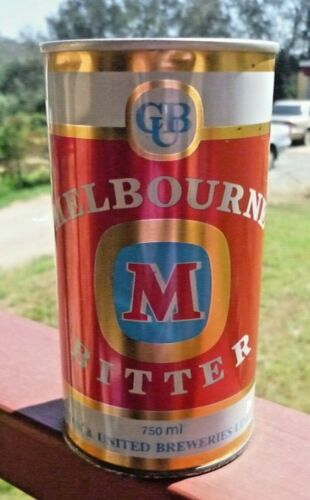 CUB
MELBOURNE
M
BITTER
750 ml
& UNITED BREWERIES